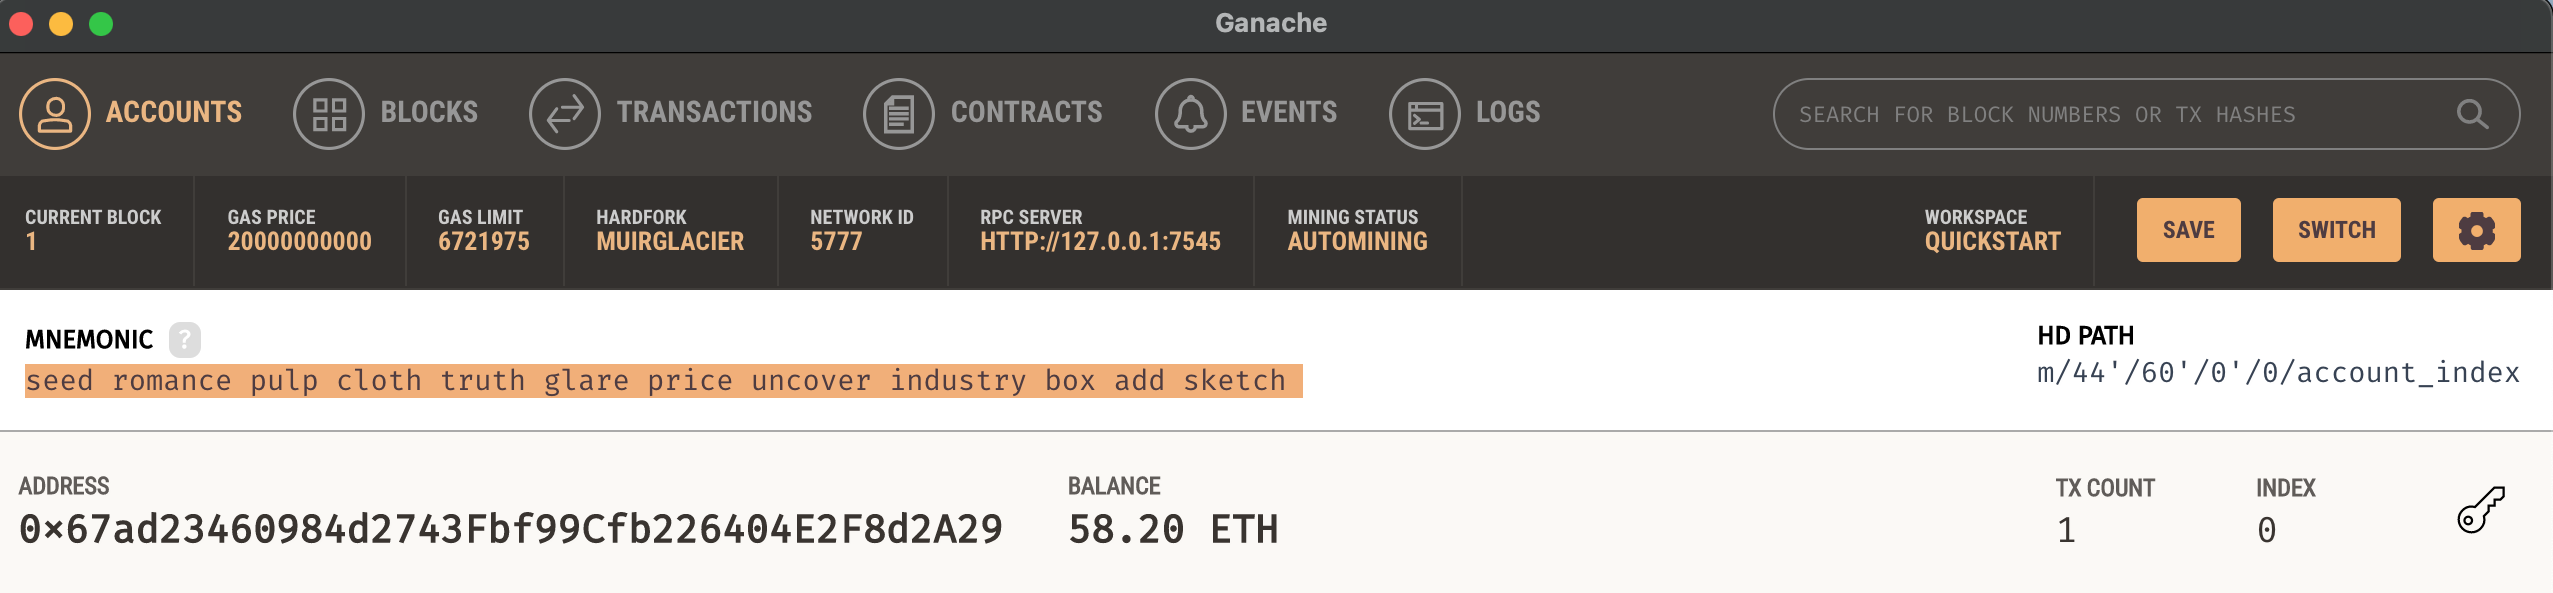 Ganache
ACCOUNTS BLOCKS TRANSACTIONS CONTRACTS EVENTS LOGS SEARCH FOR BLOCK NUMBERS OR TX HASHES
CURRENT BLOCK GAS PRICE GAS LIMIT HARDFORK NETWORK ID RPC SERVER MINING STATUS WORKSPACE
1 20000000000 6721975 MUIRGLACIER 5777 HTTP://127.0.0.1:7545 AUTOMINING QUICKSTART SAVE SWITCH
MNEMONIC ? HD PATH
seed romance pulp cloth truth glare price uncover industry box add sketch m/44'/60'/0'/0/account_index
ADDRESS BALANCE TX COUNT INDEX
0x67ad23460984d2743Fbf99Cfb226404E2F8d2A29 58.20 ETH 1 0